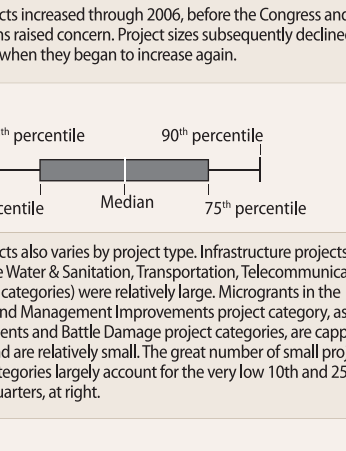 cts increased through 2006, before the Congress and
ns raised concern. Project sizes subsequently decline
when they began to increase again.
th percentile 90th percentile
centile Median 75th percentile
cts also varies by project type. Infrastructure projects
e Water & Sanitation, Transportation, Telecommunica
categories) were relatively large. Microgrants in the
nd Management Improvements project category, as
ents and Battle Damage project categories, are capp
d are relatively small. The great number of small proj
tegories largely account for the very low 10th and 25
uarters, at right.